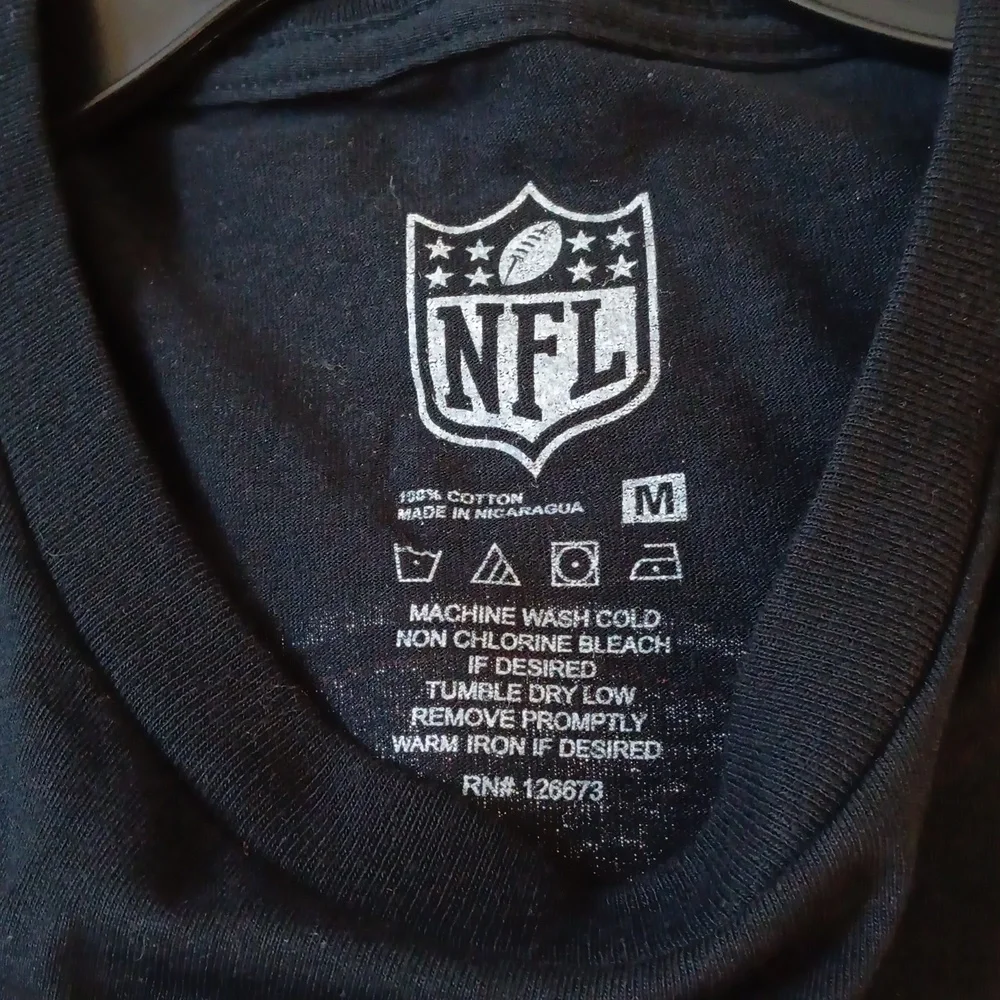 NFL
100% COTTON
MADE IN NICARAGUA
M
MACHINE WASH COLD
NON CHLORINE BLEACH
IF DESIRED
TUMBLE DRY LOW
REMOVE PROMPTLY
WARM IRON IF DESIRED
RN# 126673